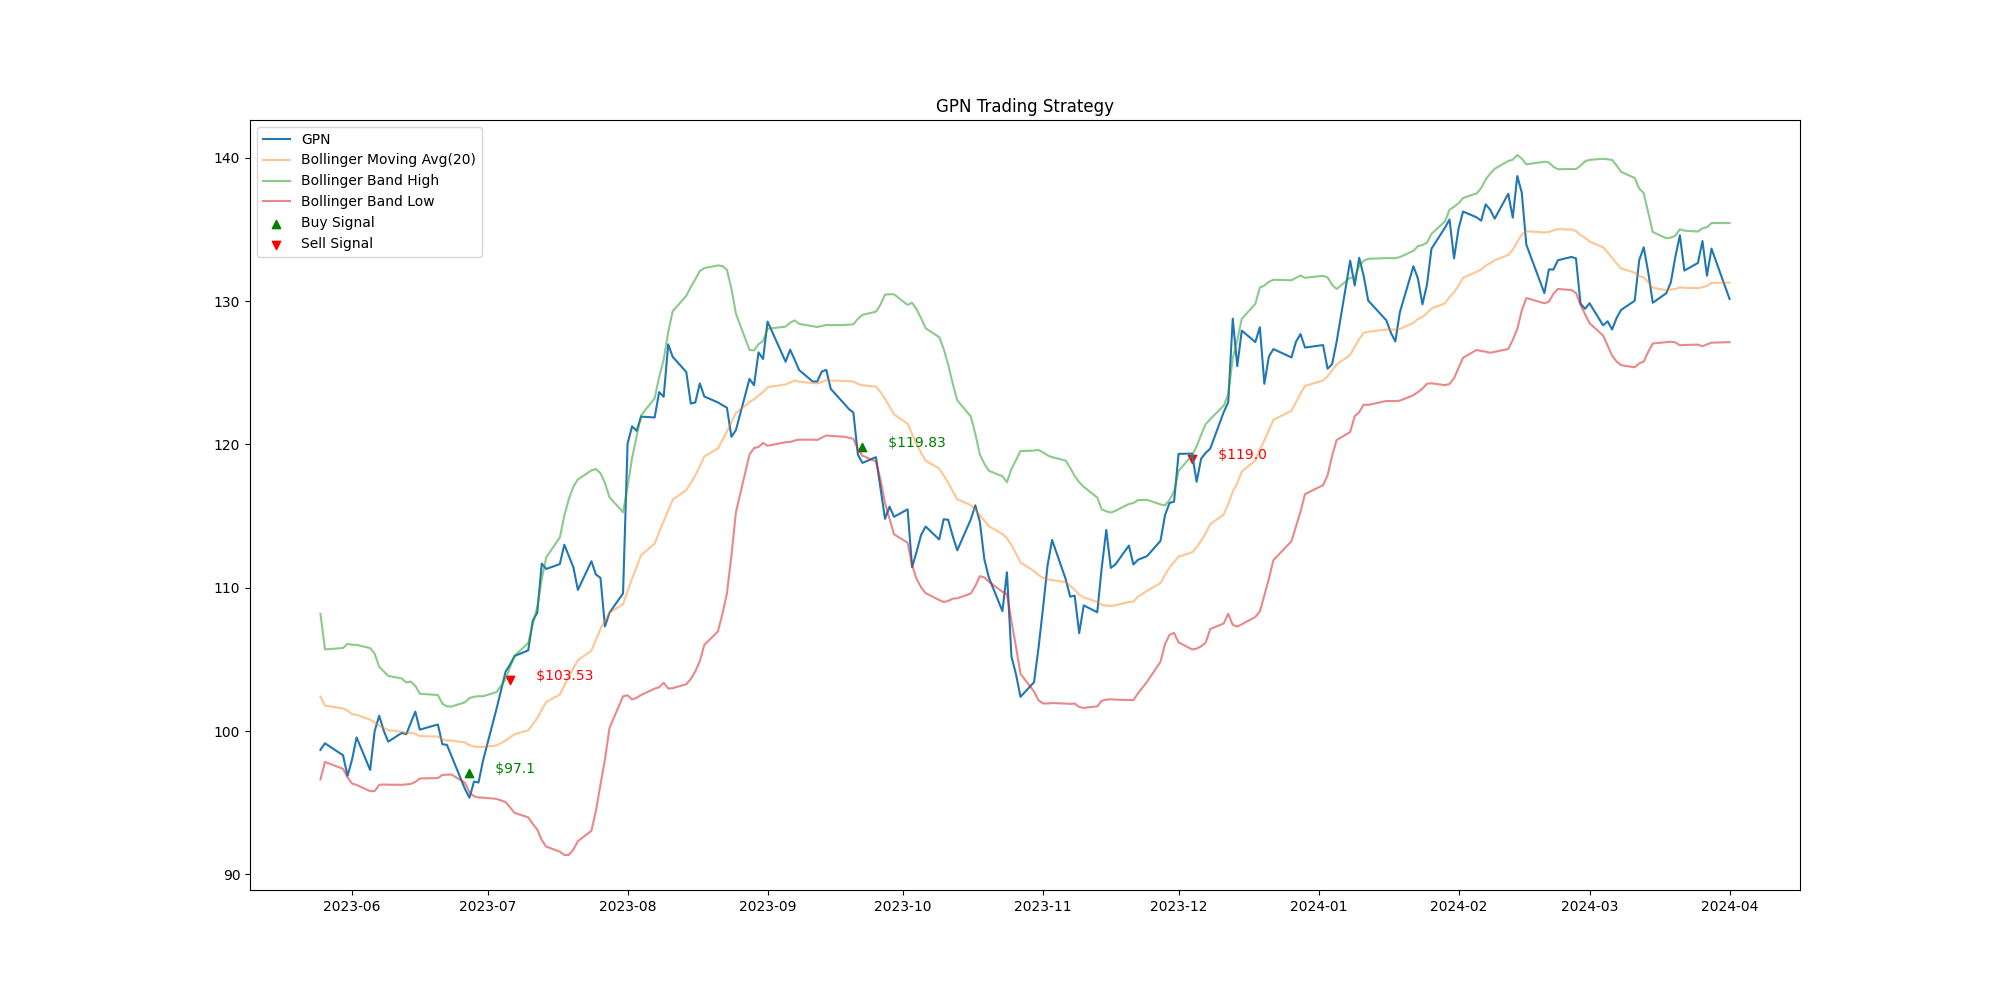 GPN Trading Strategy
GPN
Bollinger Moving Avg(20)
Bollinger Band High
Bollinger Band Low
Buy Signal
Sell Signal
140
130
120
110
100
90
$119.83
$119.0
$103.53
$97.1
2023-06 2023-07 2023-08 2023-09 2023-10 2023-11 2023-12 2024-01 2024-02 2024-03 2024-04